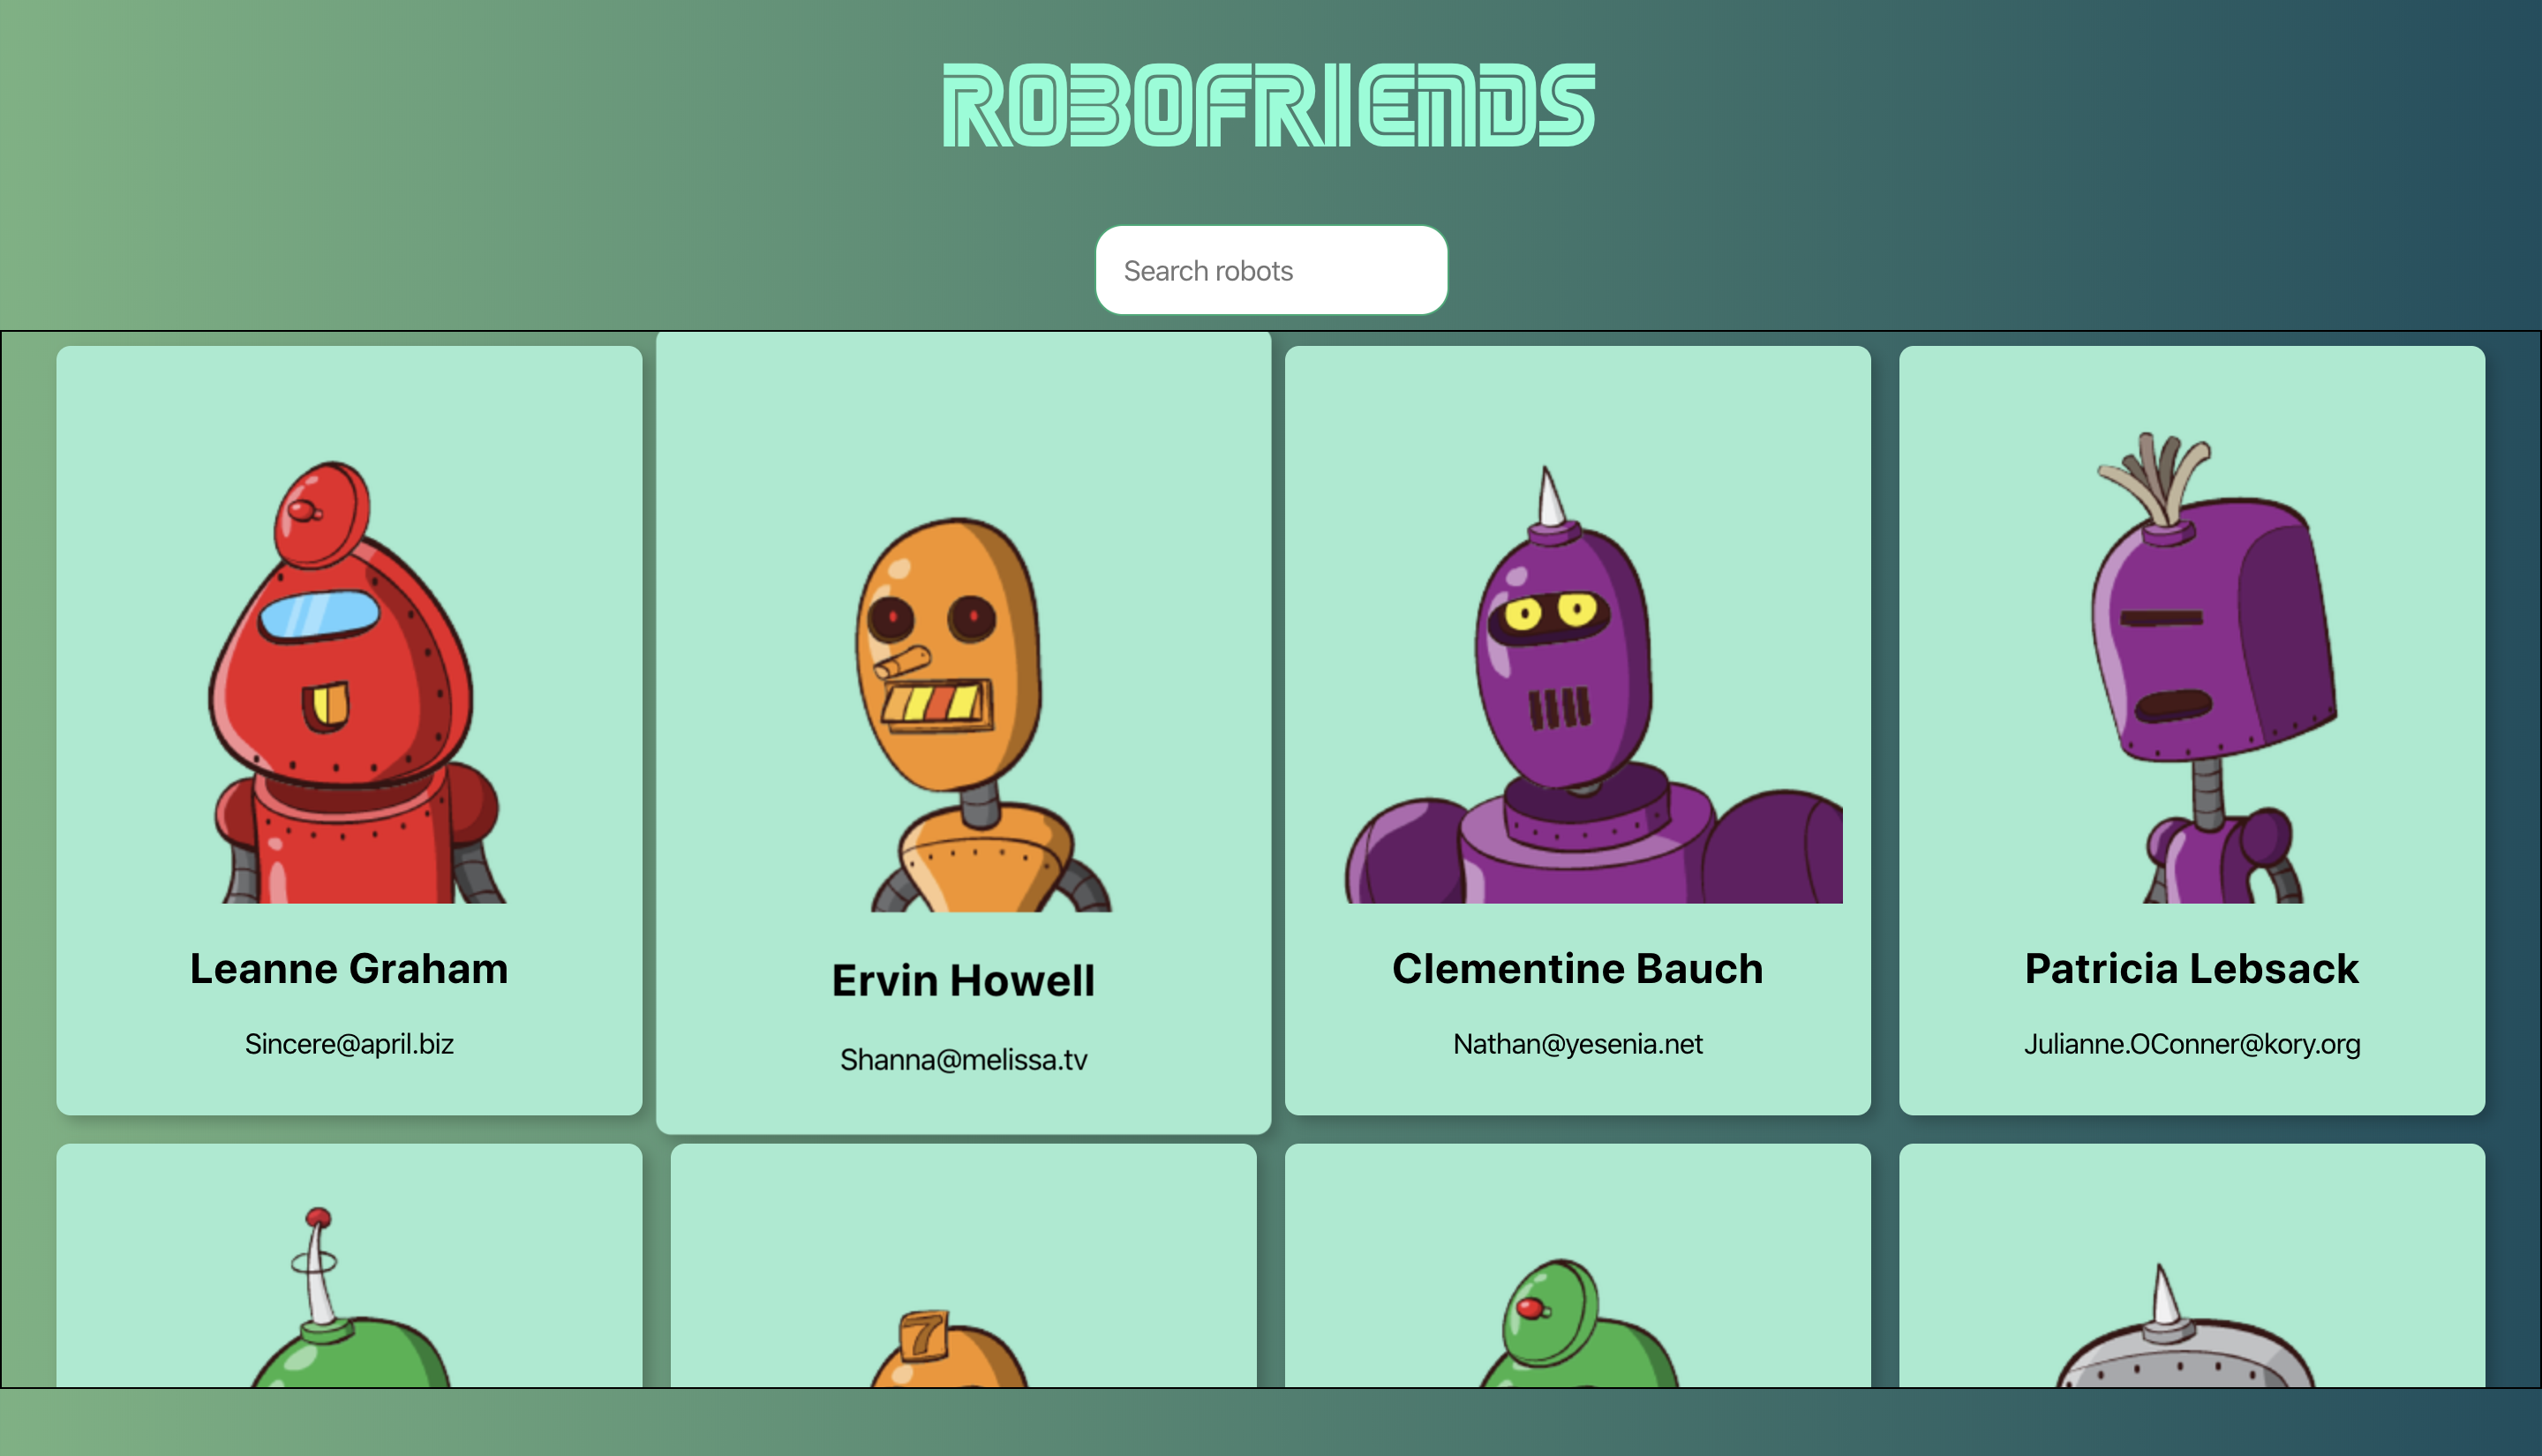 ROBOFRIENDS
Search robots
Leanne Graham
Sincere@april.biz
Ervin Howell
Shanna@melissa.tv
Clementine Bauch
Nathan@yesenia.net
Patricia Lebsack
Julianne.OConner@kory.org
7